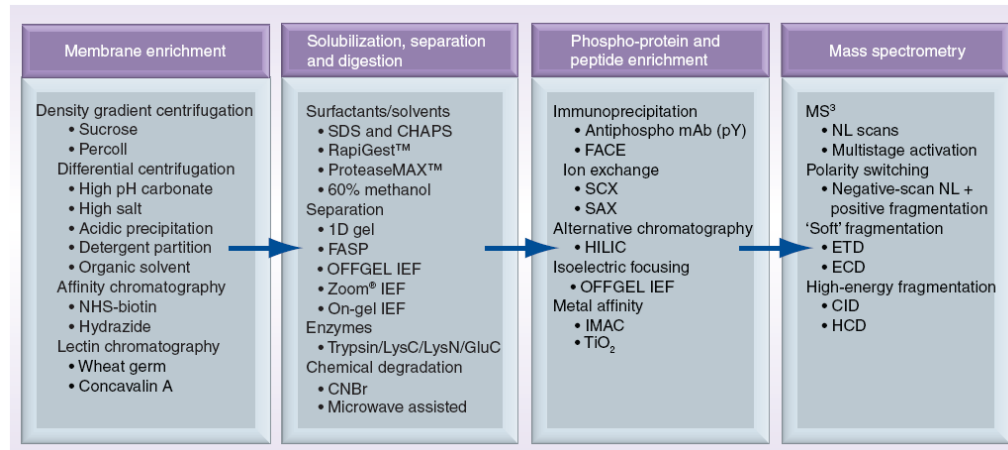 Membrane enrichment
Density gradient centrifugation
• Sucrose
• Percoll
Differential centrifugation
• High pH carbonate
• High salt
• Acidic precipitation
• Detergent partition
• Organic solvent
Affinity chromatography
• NHS-biotin
• Hydrazide
Lectin chromatography
• Wheat germ
• Concavalin A
Solubilization, separation
and digestion
Surfactants/solvents
• SDS and CHAPS
• RapiGest™
• ProteaseMAX™
• 60% methanol
Separation
• 1D gel
• FASP
• OFFGEL IEF
• Zoom® IEF
• On-gel IEF
Enzymes
• Trypsin/LysC/LysN/GluC
Chemical degradation
• CNBr
• Microwave assisted
Phospho-protein and
peptide enrichment
Immunoprecipitation
• Antiphospho mAb (pY)
• FACE
Ion exchange
• SCX
• SAX
Alternative chromatography
• HILIC
Isoelectric focusing
• OFFGEL IEF
Metal affinity
• IMAC
• TiO₂
Mass spectrometry
MS³
• NL scans
• Multistage activation
Polarity switching
• Negative-scan NL +
positive fragmentation
‘Soft’ fragmentation
• ETD
• ECD
High-energy fragmentation
• CID
• HCD